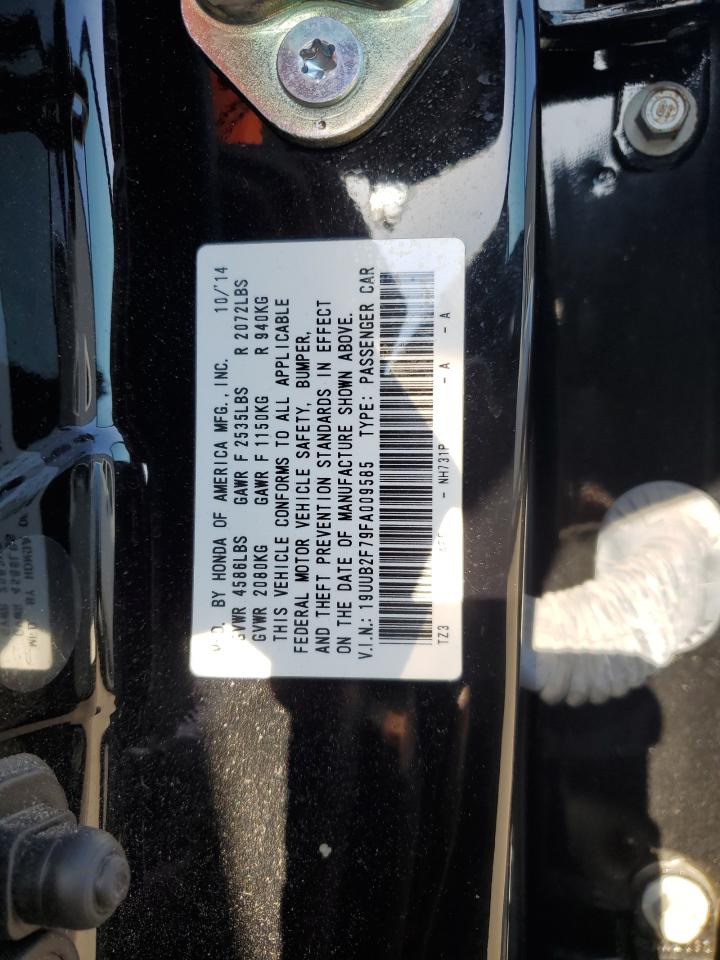 BY HONDA OF AMERICA MFG., INC. 10/'14
GVWR 4586LBS GAWR F 2535LBS R 2072LBS
GVWR 2080KG GAWR F 1150KG R 940KG
THIS VEHICLE CONFORMS TO ALL APPLICABLE
FEDERAL MOTOR VEHICLE SAFETY, BUMPER,
AND THEFT PREVENTION STANDARDS IN EFFECT
ON THE DATE OF MANUFACTURE SHOWN ABOVE.
V.I.N.: 19UUB2F79FA009585 TYPE: PASSENGER CAR
TZ3 - NH731P - A - A